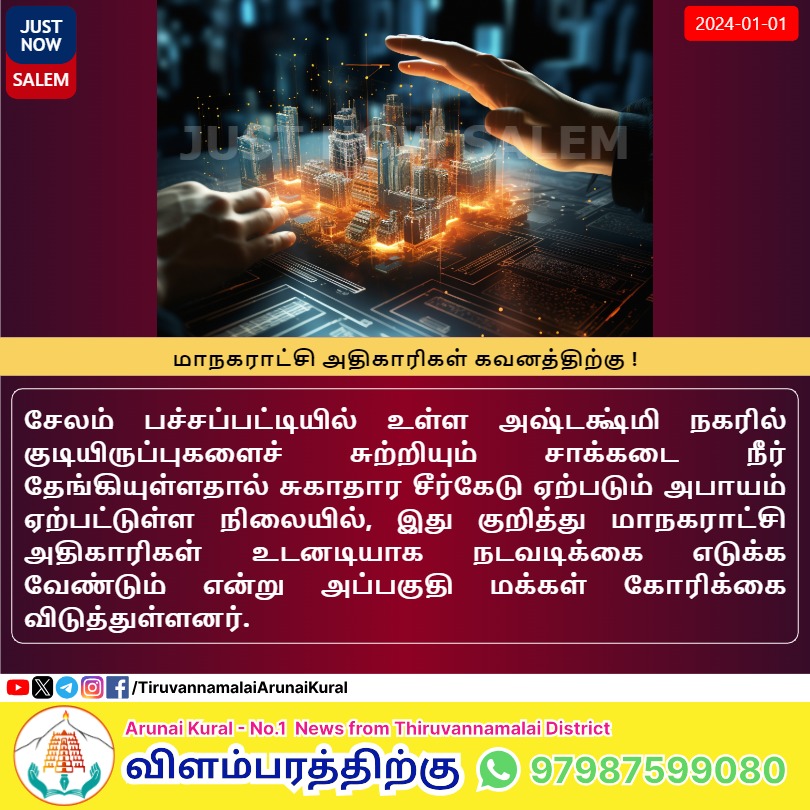 JUST
NOW
SALEM
2024-01-01
JUST NOW SALEM
மாநகராட்சி அதிகாரிகள் கவனத்திற்கு !
சேலம் பச்சப்பட்டியில் உள்ள அஷ்டக்ஷ்மி நகரில்
குடியிருப்புகளைச் சுற்றியும் சாக்கடை நீர்
தேங்கியுள்ளதால் சுகாதார சீர்கேடு ஏற்படும் அபாயம்
ஏற்பட்டுள்ள நிலையில், இது குறித்து மாநகராட்சி
அதிகாரிகள் உடனடியாக நடவடிக்கை எடுக்க
வேண்டும் என்று அப்பகுதி மக்கள் கோரிக்கை
விடுத்துள்ளனர்.
/TiruvannamalaiArunaiKural
Arunai Kural - No.1 News from Thiruvannamalai District
விளம்பரத்திற்கு 97987599080